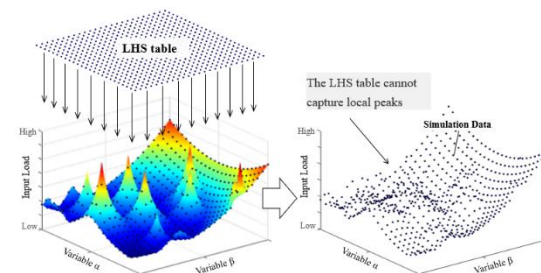 LHS table
The LHS table cannot
capture local peaks
Simulation Data
High
Input Load
Low
Variable α
Variable β
High
Input Load
Low
Variable α
Variable β